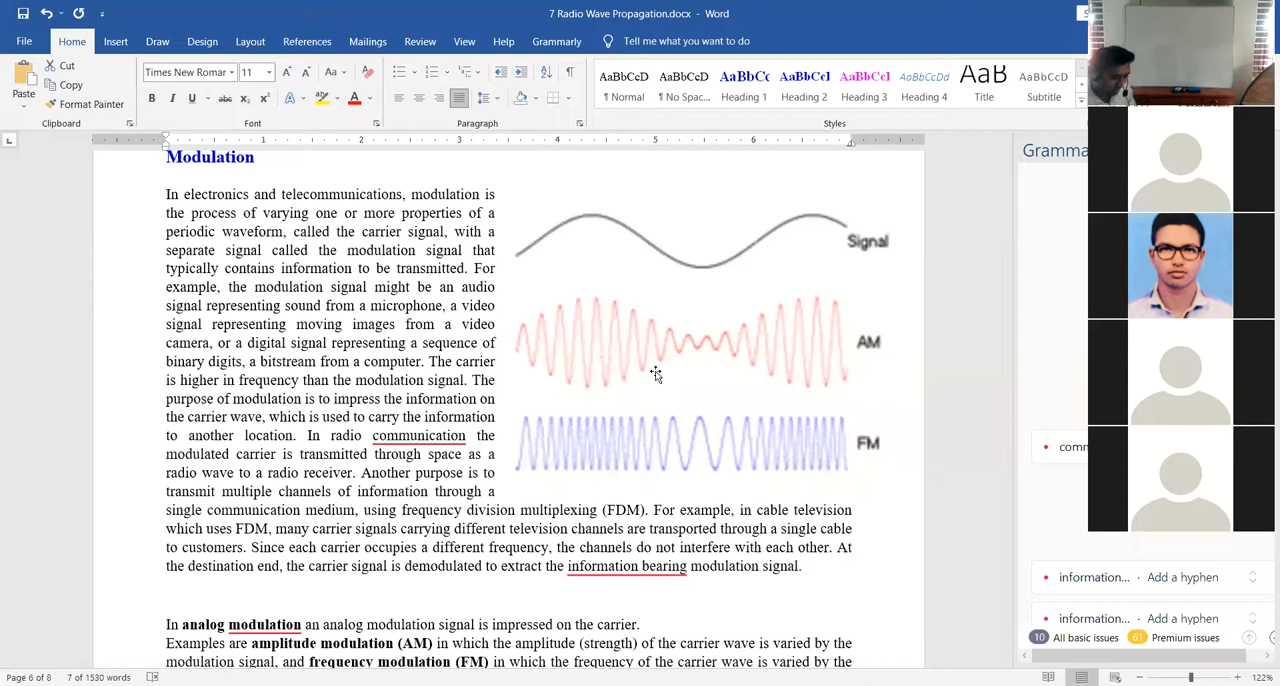 7 Radio Wave Propagation.docx - Word
File Home Insert Draw Design Layout References Mailings Review View Help Grammarly Tell me what you want to do
Paste
Cut
Copy
Format Painter
Clipboard
Times New Romar 11
Font
Paragraph
AaBbCcD AaBbCcD AaBbCc AaBbCcI AaBbCcI AaBbCcDd AaB AaBbCcD
¶ Normal ¶ No Spac... Heading 1 Heading 2 Heading 3 Heading 4 Title Subtitle
Styles
1 2 3 4 5 6
Modulation
In electronics and telecommunications, modulation is
the process of varying one or more properties of a
periodic waveform, called the carrier signal, with a
separate signal called the modulation signal that
typically contains information to be transmitted. For
example, the modulation signal might be an audio
signal representing sound from a microphone, a video
signal representing moving images from a video
camera, or a digital signal representing a sequence of
binary digits, a bitstream from a computer. The carrier
is higher in frequency than the modulation signal. The
purpose of modulation is to impress the information on
the carrier wave, which is used to carry the information
to another location. In radio communication the
modulated carrier is transmitted through space as a
radio wave to a radio receiver. Another purpose is to
transmit multiple channels of information through a
single communication medium, using frequency division multiplexing (FDM). For example, in cable television
which uses FDM, many carrier signals carrying different television channels are transported through a single cable
to customers. Since each carrier occupies a different frequency, the channels do not interfere with each other. At
the destination end, the carrier signal is demodulated to extract the information bearing modulation signal.
Signal
AM
FM
In analog modulation an analog modulation signal is impressed on the carrier.
Examples are amplitude modulation (AM) in which the amplitude (strength) of the carrier wave is varied by the
modulation signal, and frequency modulation (FM) in which the frequency of the carrier wave is varied by the
Gramma
comm
information... · Add a hyphen
information... · Add a hyphen
10 All basic issues 61 Premium issues
Page 6 of 8 7 of 1530 words
122%